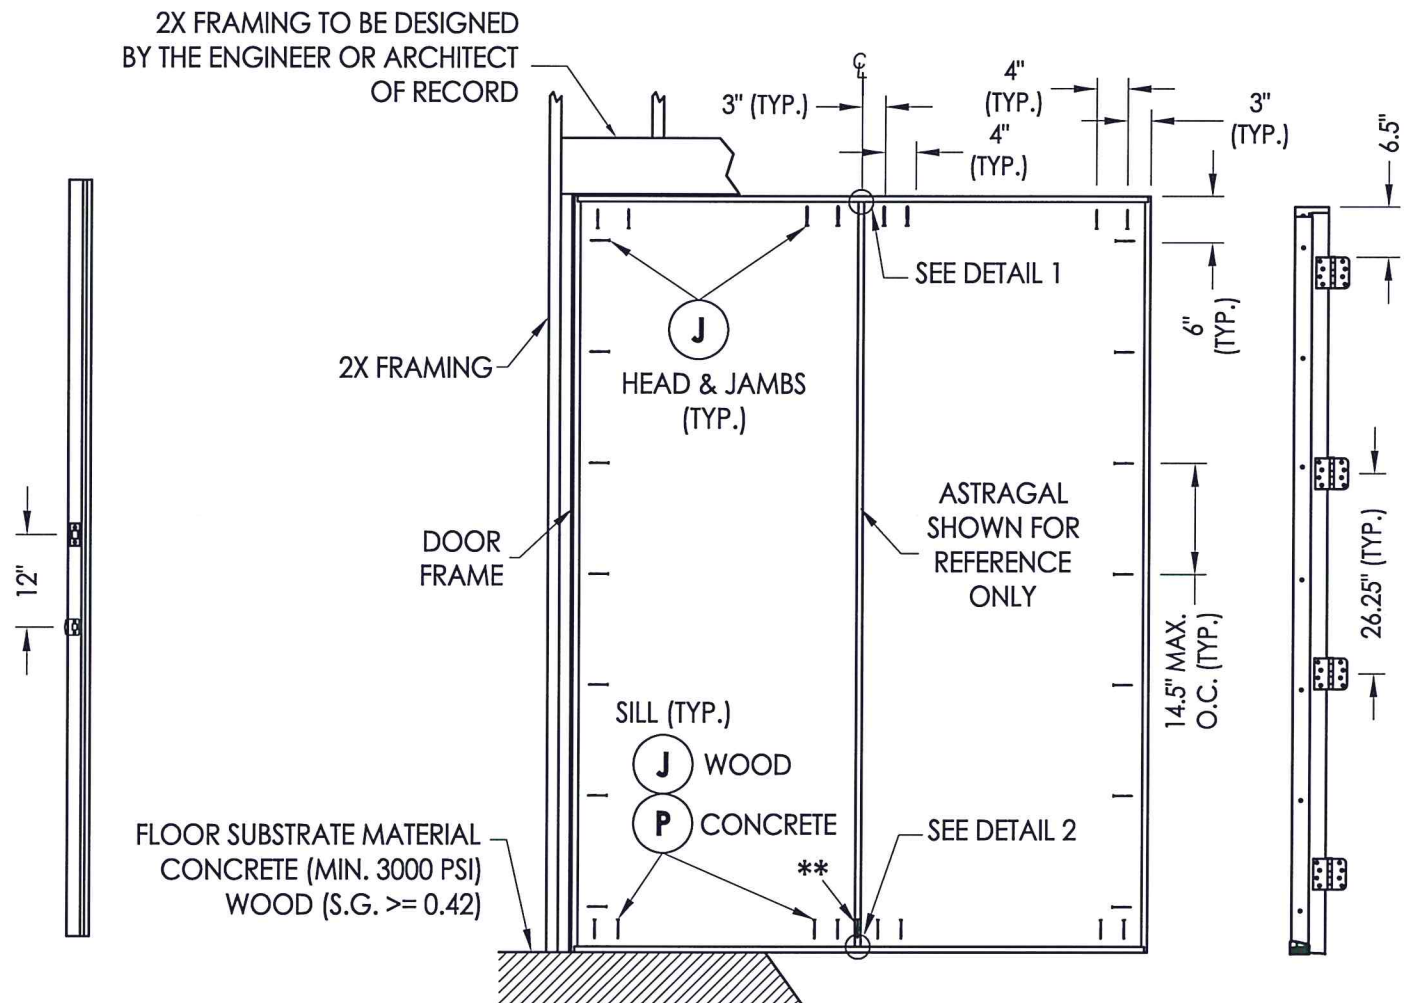 2X FRAMING TO BE DESIGNED
BY THE ENGINEER OR ARCHITECT
OF RECORD
℄
3" (TYP.)
4"
(TYP.)
4"
(TYP.)
3"
(TYP.)
6.5"
SEE DETAIL 1
6"
(TYP.)
J
HEAD & JAMBS
(TYP.)
2X FRAMING
DOOR
FRAME
ASTRAGAL
SHOWN FOR
REFERENCE
ONLY
12"
14.5" MAX.
O.C. (TYP.)
26.25" (TYP.)
SILL (TYP.)
J WOOD
P CONCRETE
SEE DETAIL 2
**
FLOOR SUBSTRATE MATERIAL
CONCRETE (MIN. 3000 PSI)
WOOD (S.G. >= 0.42)